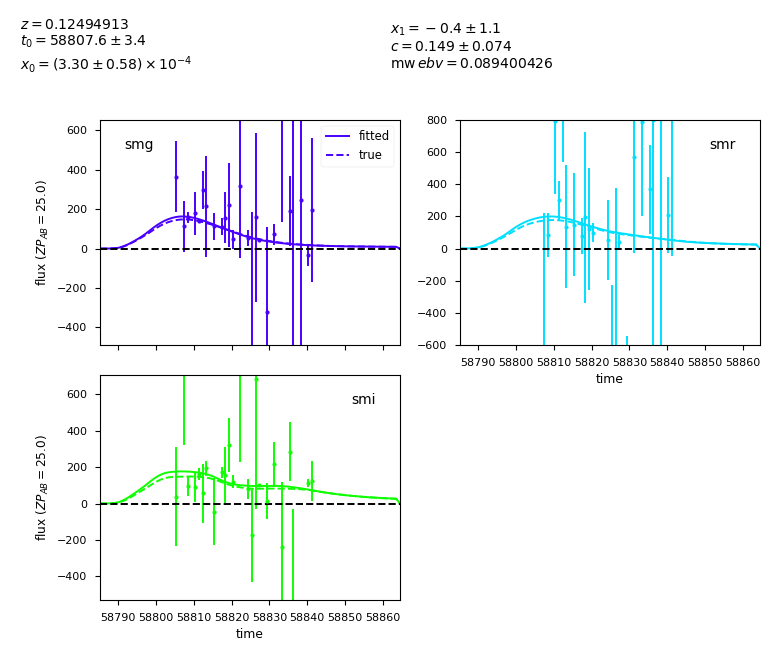 z = 0.12494913
t₀ = 58807.6 ± 3.4
x₀ = (3.30 ± 0.58) × 10⁻⁴
x₁ = −0.4 ± 1.1
c = 0.149 ± 0.074
mw ebv = 0.089400426
smg
fitted
true
600
400
200
0
−200
−400
flux (ZP_AB = 25.0)
smr
800
600
400
200
0
−200
−400
−600
58790 58800 58810 58820 58830 58840 58850 58860
time
smi
600
400
200
0
−200
−400
flux (ZP_AB = 25.0)
58790 58800 58810 58820 58830 58840 58850 58860
time